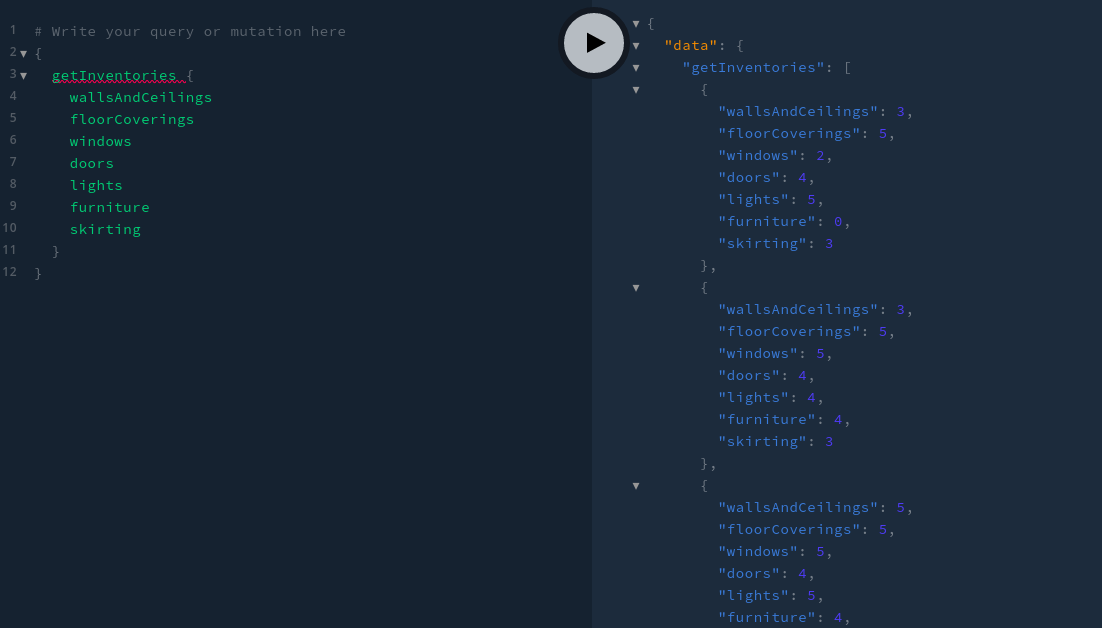 1 # Write your query or mutation here
2 {
3 getInventories {
4 wallsAndCeilings
5 floorCoverings
6 windows
7 doors
8 lights
9 furniture
10 skirting
11 }
12 }
{
"data": {
"getInventories": [
{
"wallsAndCeilings": 3,
"floorCoverings": 5,
"windows": 2,
"doors": 4,
"lights": 5,
"furniture": 0,
"skirting": 3
},
{
"wallsAndCeilings": 3,
"floorCoverings": 5,
"windows": 5,
"doors": 4,
"lights": 4,
"furniture": 4,
"skirting": 3
},
{
"wallsAndCeilings": 5,
"floorCoverings": 5,
"windows": 5,
"doors": 4,
"lights": 5,
"furniture": 4,